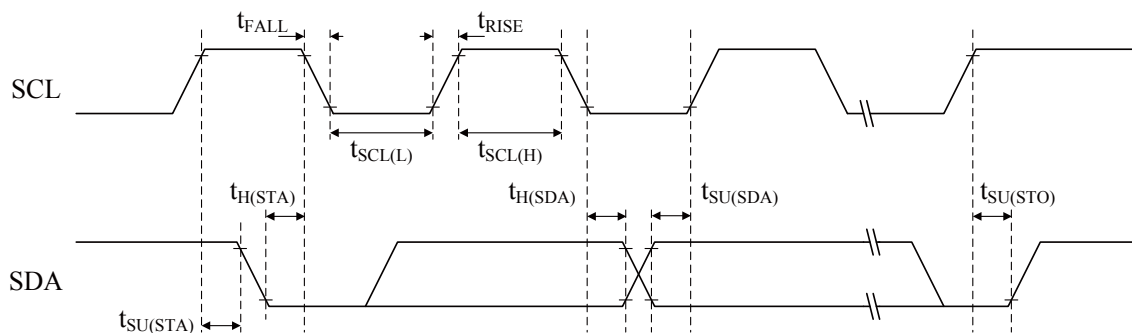 tFALL
tRISE
SCL
tSCL(L)
tSCL(H)
tH(STA)
tH(SDA)
tSU(SDA)
tSU(STO)
SDA
tSU(STA)